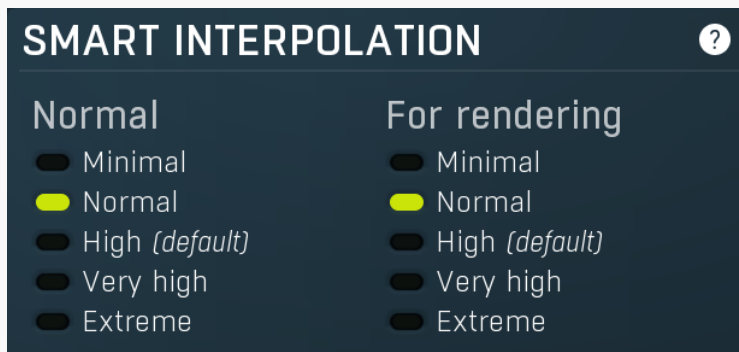 SMART INTERPOLATION ?
Normal
Minimal
Normal
High (default)
Very high
Extreme
For rendering
Minimal
Normal
High (default)
Very high
Extreme